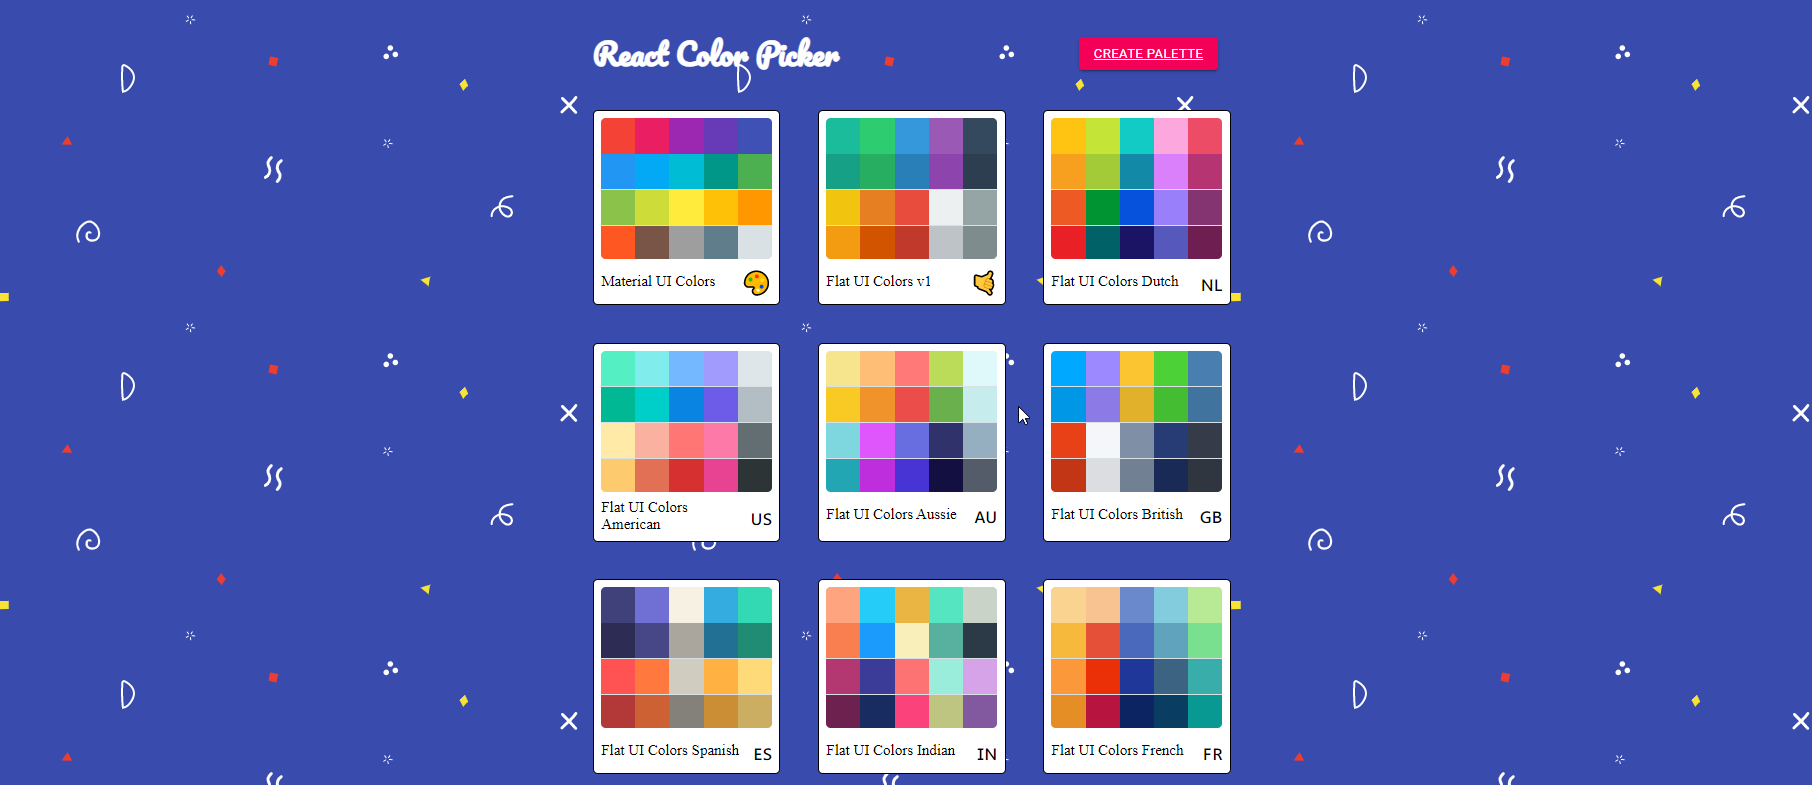 React Color Picker
CREATE PALETTE
Material UI Colors
Flat UI Colors v1
Flat UI Colors Dutch
NL
Flat UI Colors
American
US
Flat UI Colors Aussie
AU
Flat UI Colors British
GB
Flat UI Colors Spanish
ES
Flat UI Colors Indian
IN
Flat UI Colors French
FR